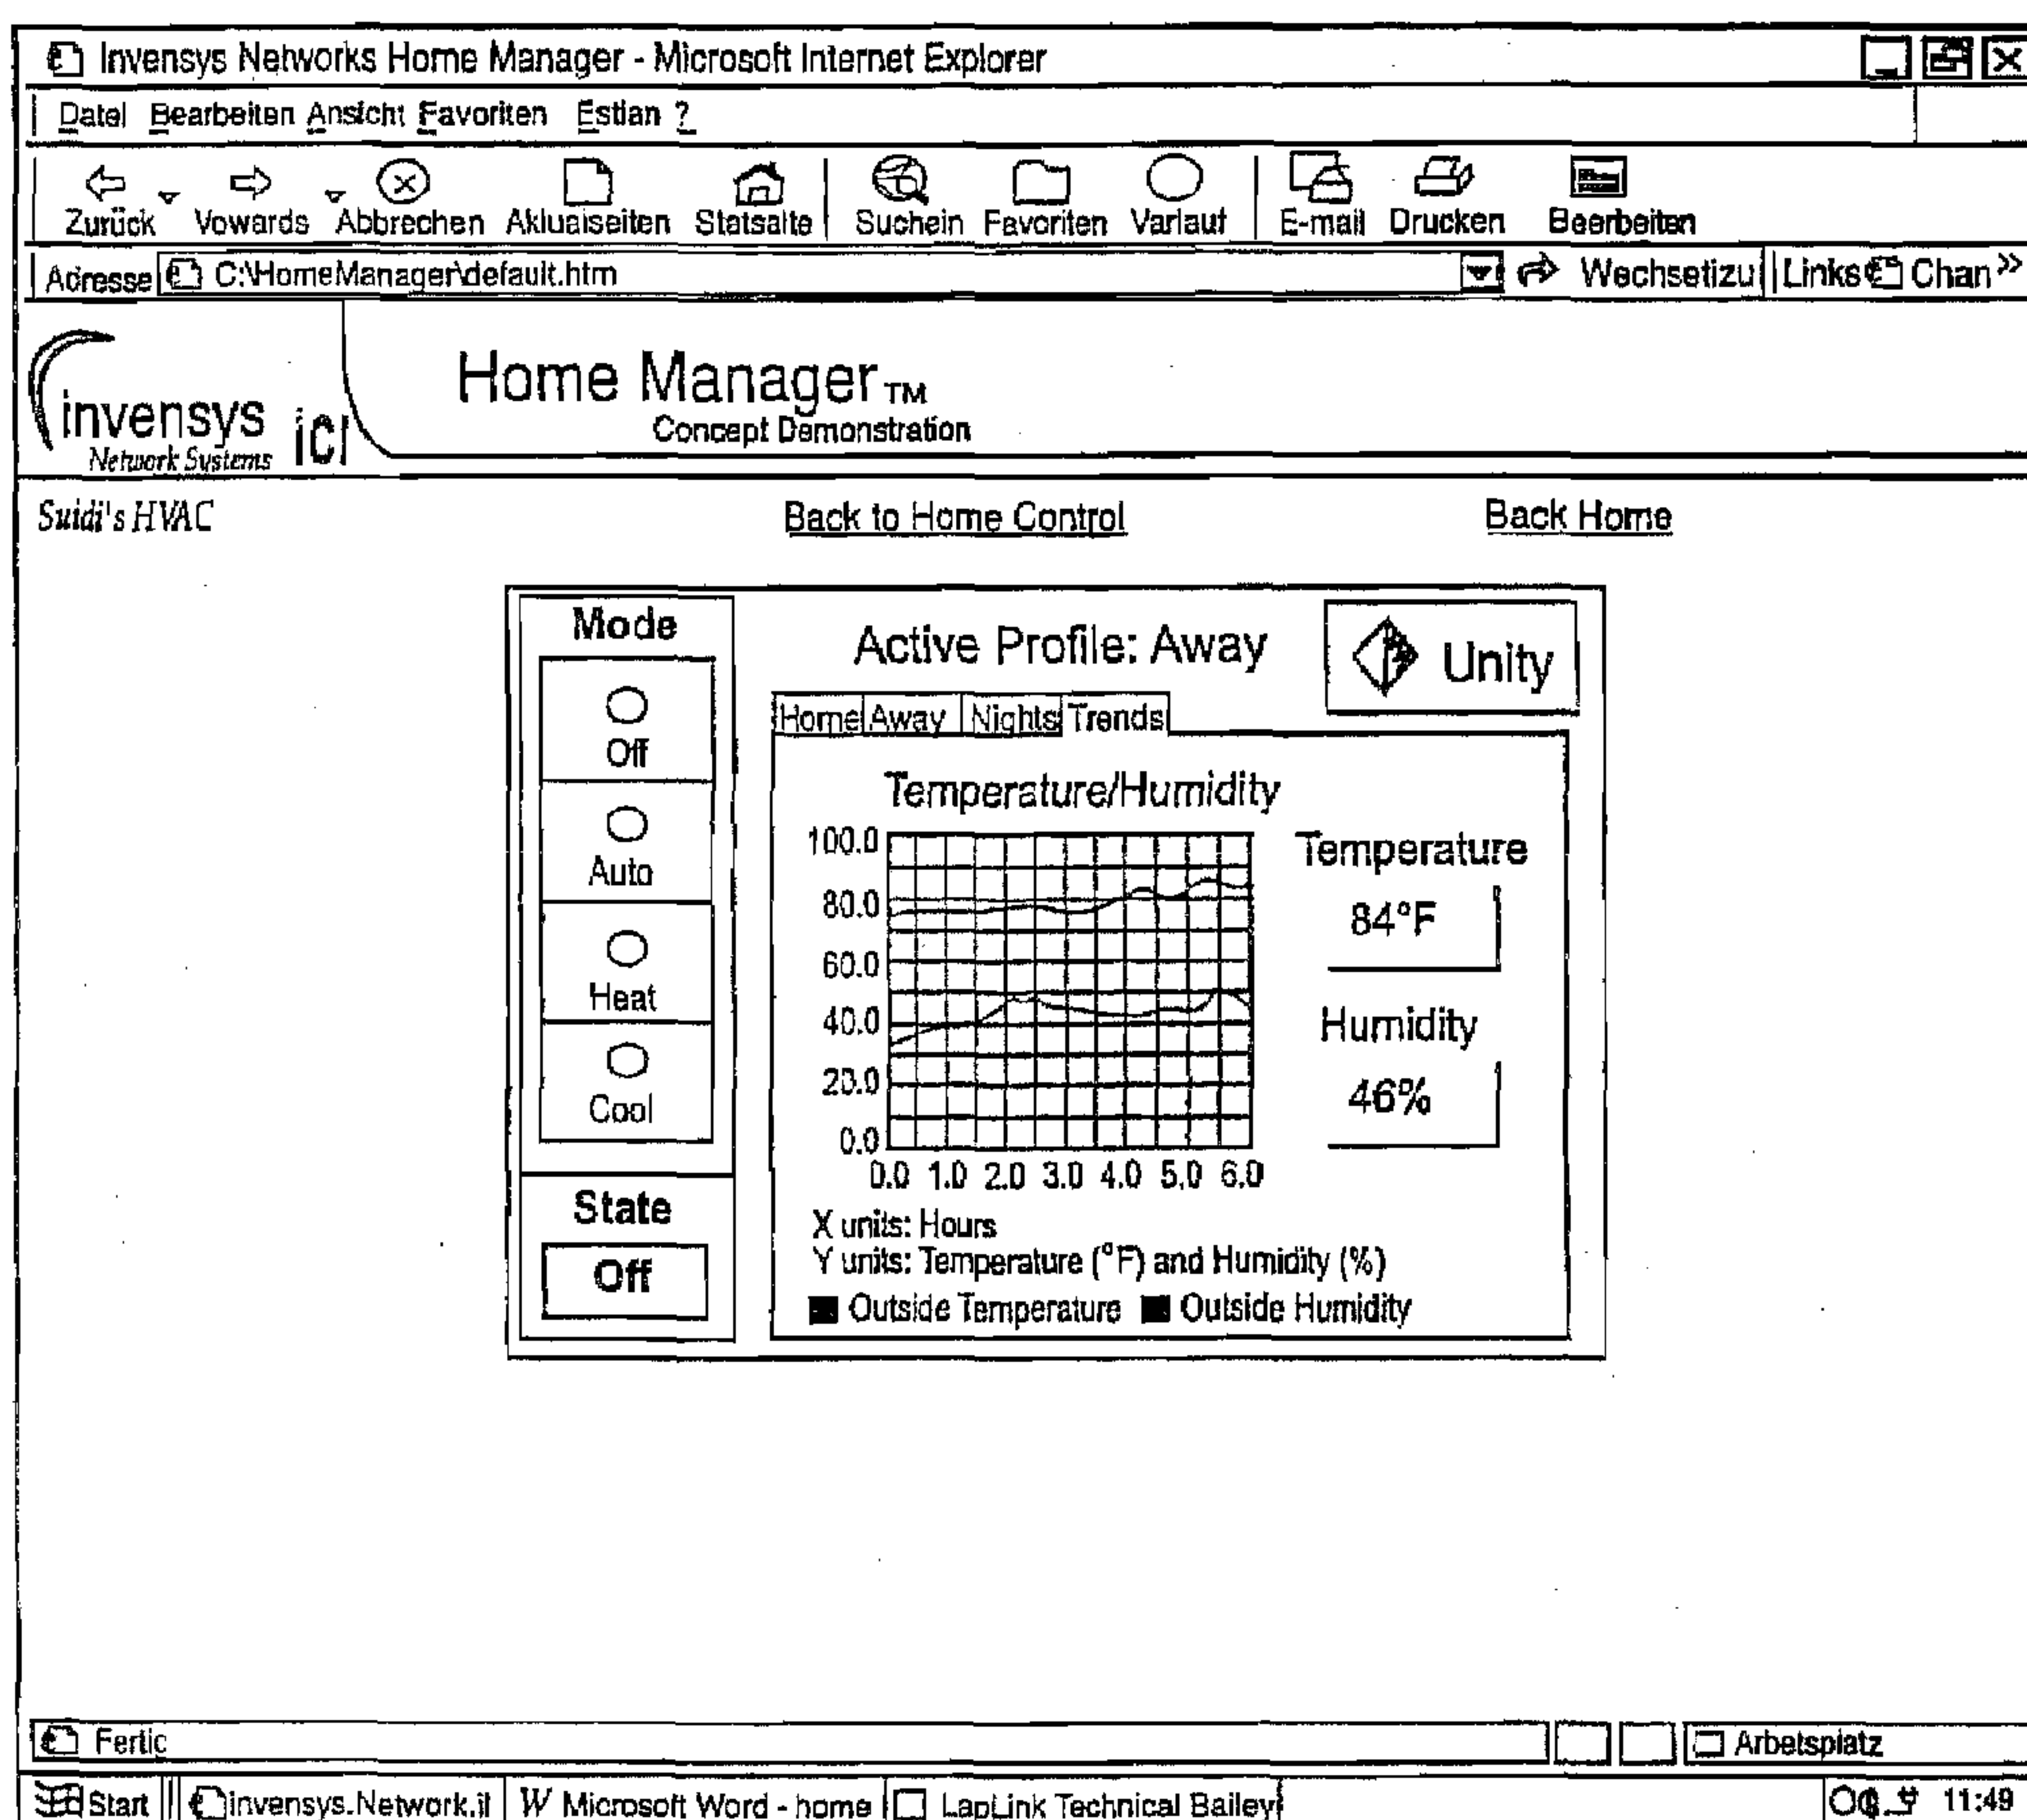 Invensys Networks Home Manager - Microsoft Internet Explorer
Datei Bearbeiten Ansicht Favoriten Estlan ?
Zurück Vowards Abbrechen Akluaiseiten Statsalte Suchein Favoriten Varlaut E-mail Drucken Beerbeiten
Adresse C:\HomeManager\default.htm Wechsetizu Links Chan »
invensys
Network Systems
icl
Home Manager TM
Concept Demonstration
Suidi's HVAC Back to Home Control Back Home
Mode
Off
Auto
Heat
Cool
State
Off
Active Profile: Away
Unity
Home Away Nights Trends
Temperature/Humidity
100.0
80.0
60.0
40.0
20.0
0.0
0.0 1.0 2.0 3.0 4.0 5.0 6.0
X units: Hours
Y units: Temperature (°F) and Humidity (%)
Outside Temperature Outside Humidity
Temperature
84°F
Humidity
46%
Fertic Arbetsplatz
Start invensys.Network.il W Microsoft Word - home LapLink Technical Bailey 11:49